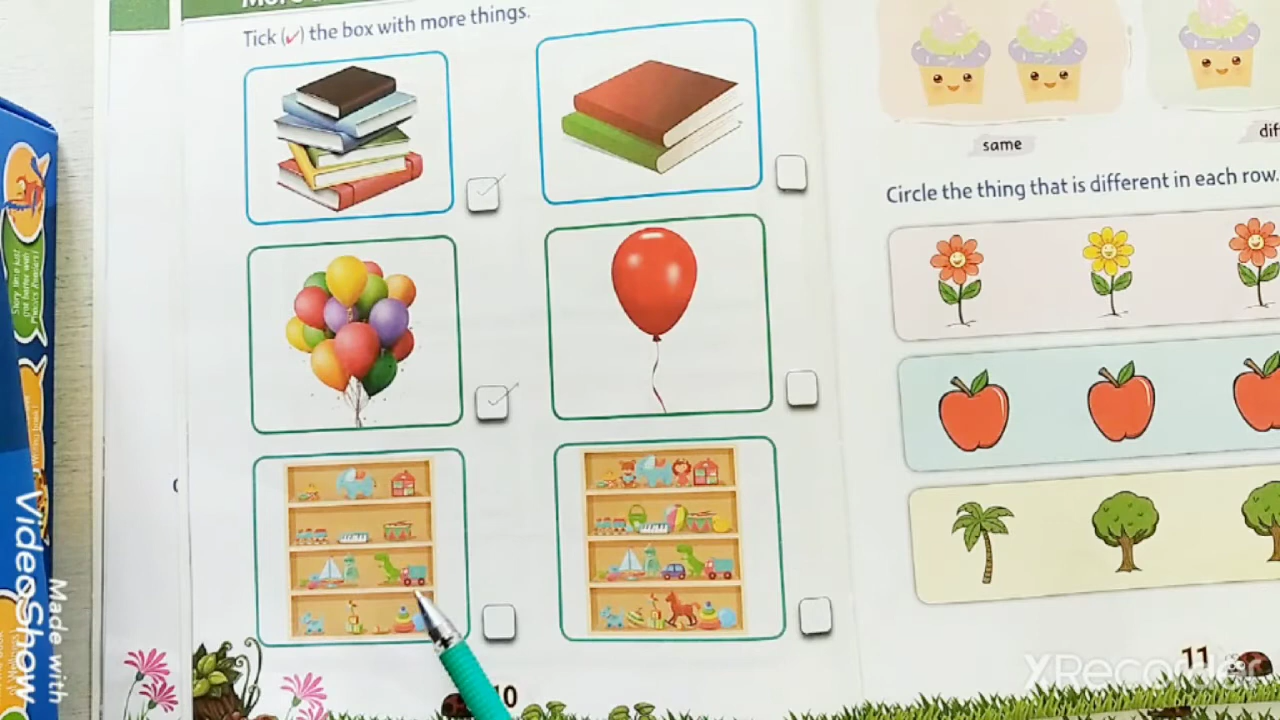 Tick (✓) the box with more things.
same
dif
Circle the thing that is different in each row.
10
11
Made with
VideoShow
XRecorder